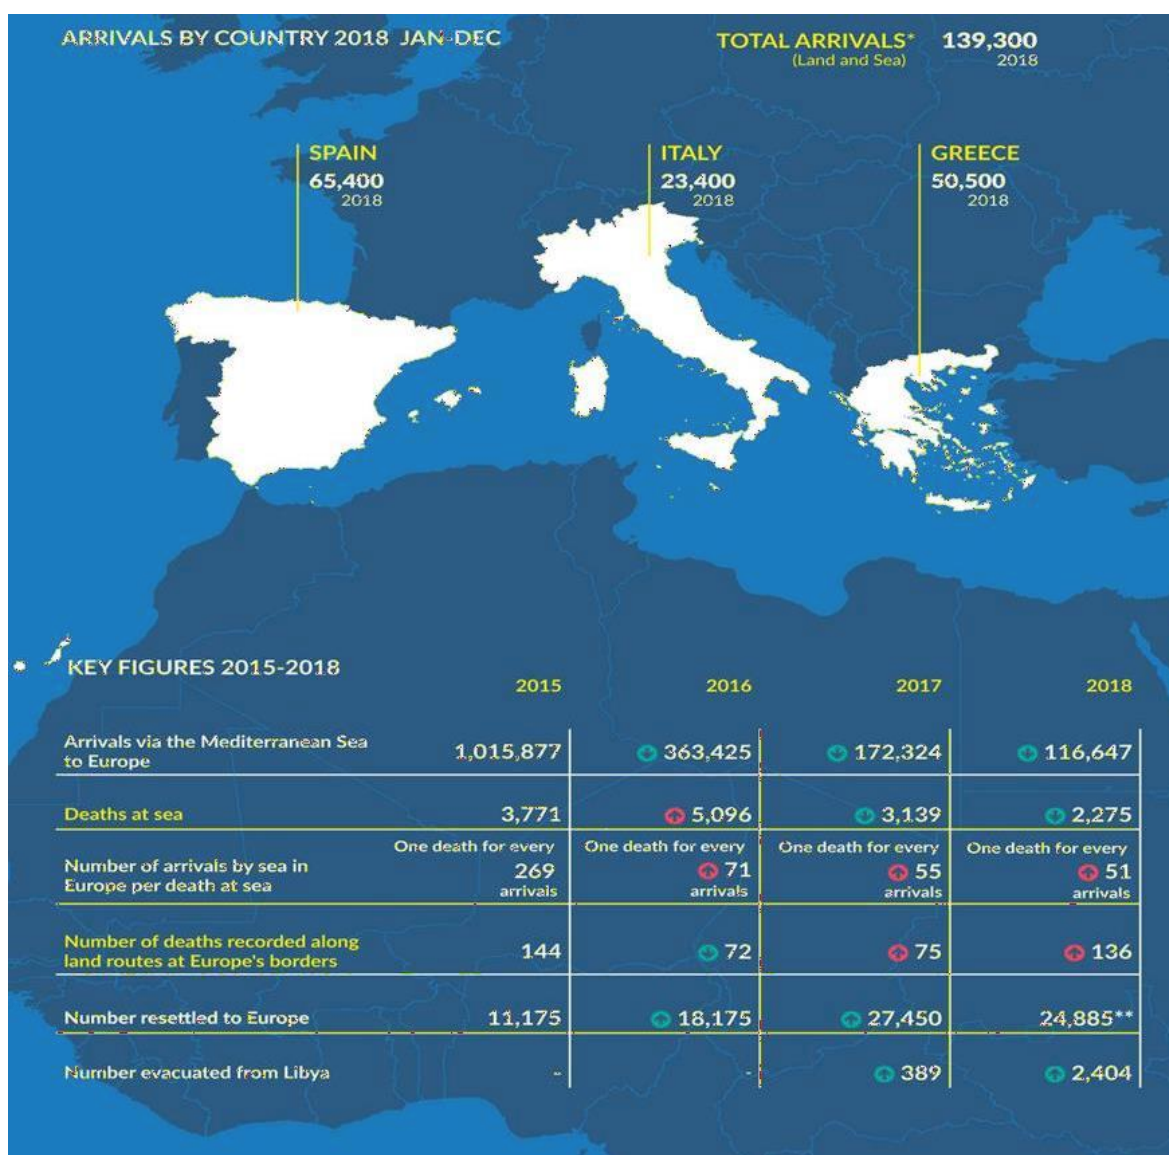 ARRIVALS BY COUNTRY 2018 JAN-DEC
TOTAL ARRIVALS* 139,300
(Land and Sea) 2018
SPAIN
65,400
2018
ITALY
23,400
2018
GREECE
50,500
2018
KEY FIGURES 2015-2018
2015 2016 2017 2018
Arrivals via the Mediterranean Sea
to Europe
1,015,877 363,425 172,324 116,647
Deaths at sea 3,771 5,096 3,139 2,275
Number of arrivals by sea in
Europe per death at sea
One death for every
269
arrivals
One death for every
71
arrivals
One death for every
55
arrivals
One death for every
51
arrivals
Number of deaths recorded along
land routes at Europe's borders
144 72 75 136
Number resettled to Europe 11,175 18,175 27,450 24,885**
Number evacuated from Libya - - 389 2,404